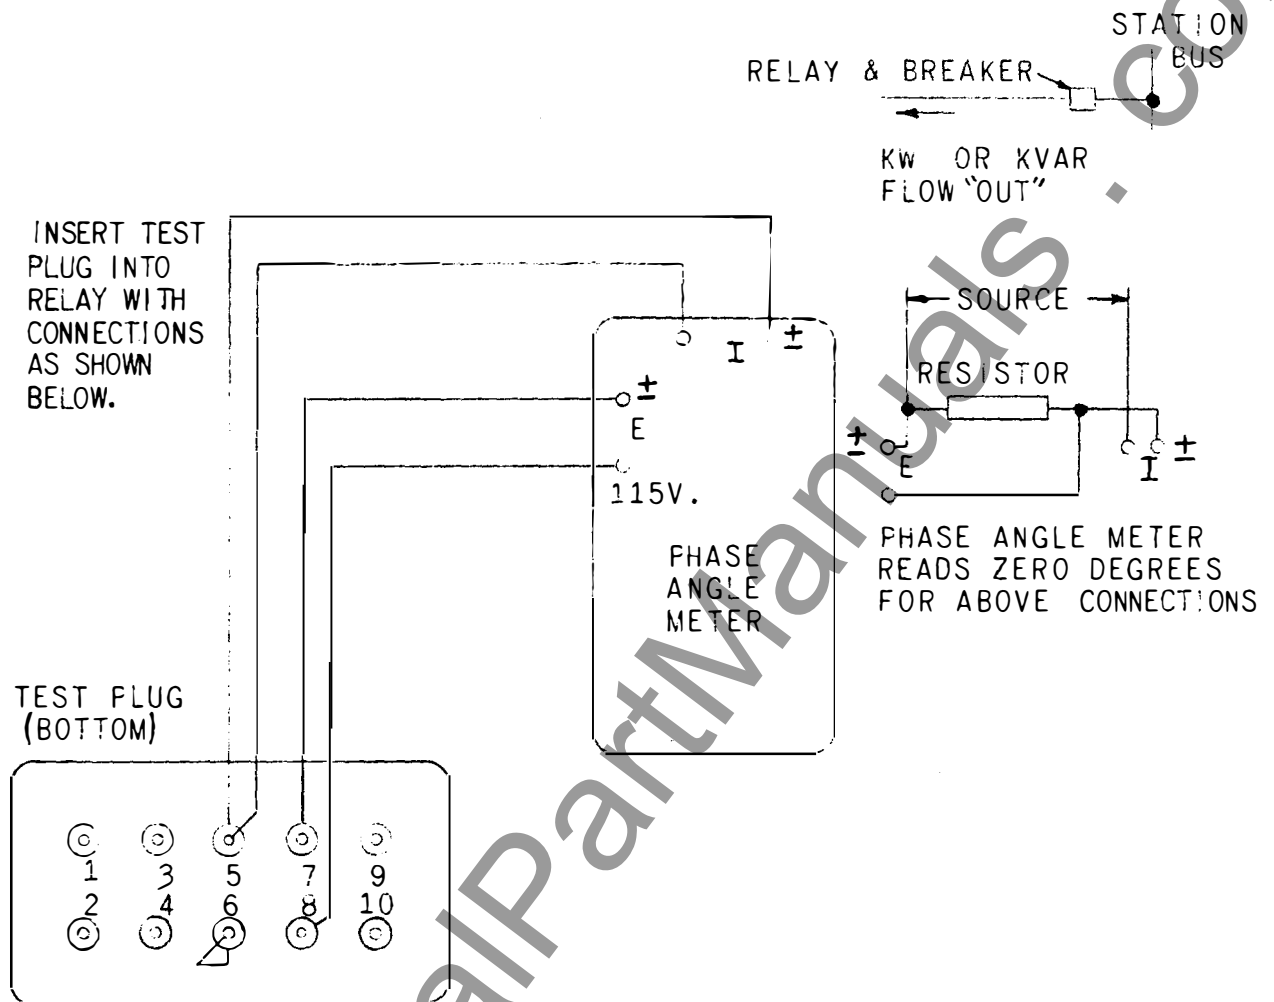 STATION
BUS
RELAY & BREAKER
KW OR KVAR
FLOW "OUT"
INSERT TEST
PLUG INTO
RELAY WITH
CONNECTIONS
AS SHOWN
BELOW.
SOURCE
RESISTOR
I ±
± E
I ±
± E
115V.
PHASE
ANGLE
METER
PHASE ANGLE METER
READS ZERO DEGREES
FOR ABOVE CONNECTIONS
TEST PLUG
(BOTTOM)
1 3 5 7 9
2 4 6 8 10